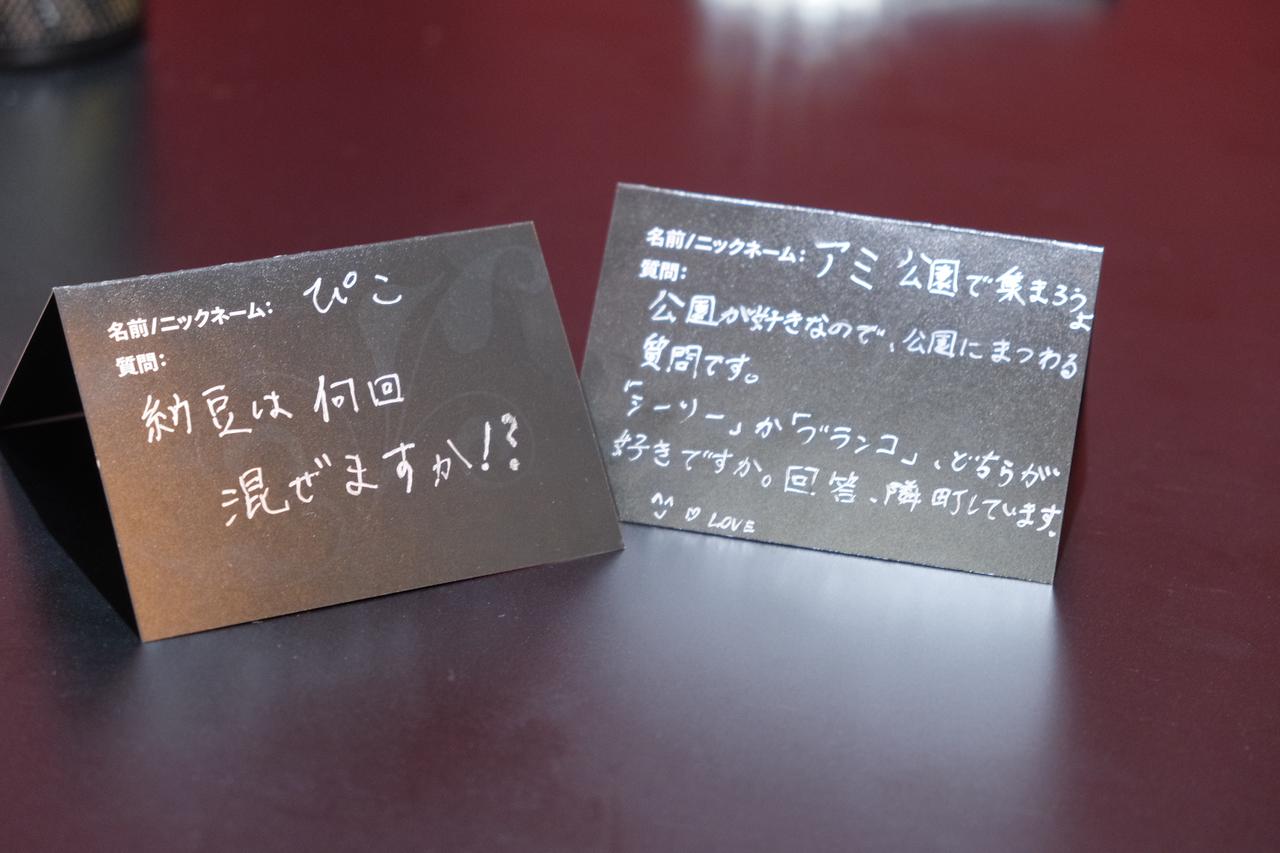 名前/ニックネーム: ぴこ
質問:
納豆は何回
混ぜますか!?
名前/ニックネーム: アミ 公園で集まろうよ
質問:
公園が好きなので、公園にまつわる
質問です。
「シーソー」か「ブランコ」、どちらが
好きですか。回答、隣町しています。
♡ LOVE